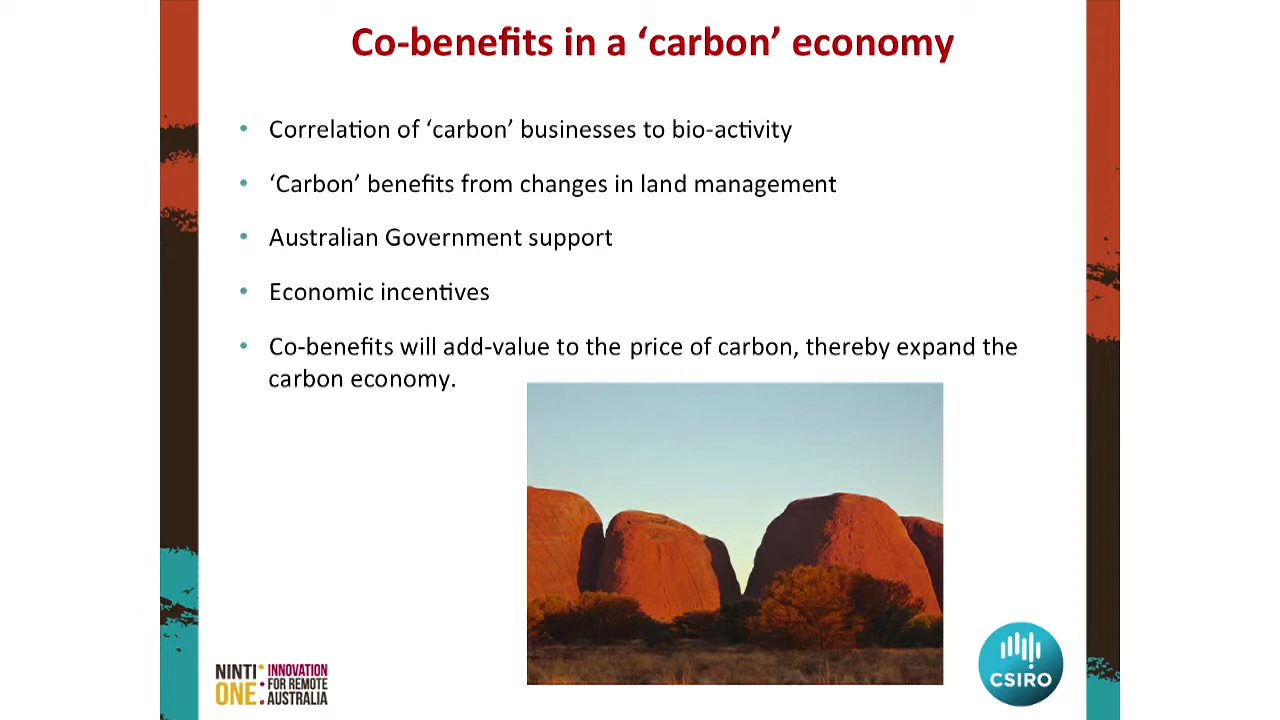 Co-benefits in a ‘carbon’ economy
• Correlation of ‘carbon’ businesses to bio-activity
• ‘Carbon’ benefits from changes in land management
• Australian Government support
• Economic incentives
• Co-benefits will add-value to the price of carbon, thereby expand the
carbon economy.
NINTI ONE
INNOVATION
FOR REMOTE
AUSTRALIA
CSIRO